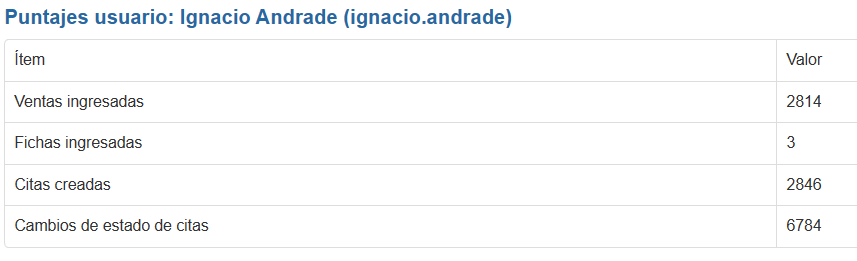 Puntajes usuario: Ignacio Andrade (ignacio.andrade)
Ítem Valor
Ventas ingresadas 2814
Fichas ingresadas 3
Citas creadas 2846
Cambios de estado de citas 6784